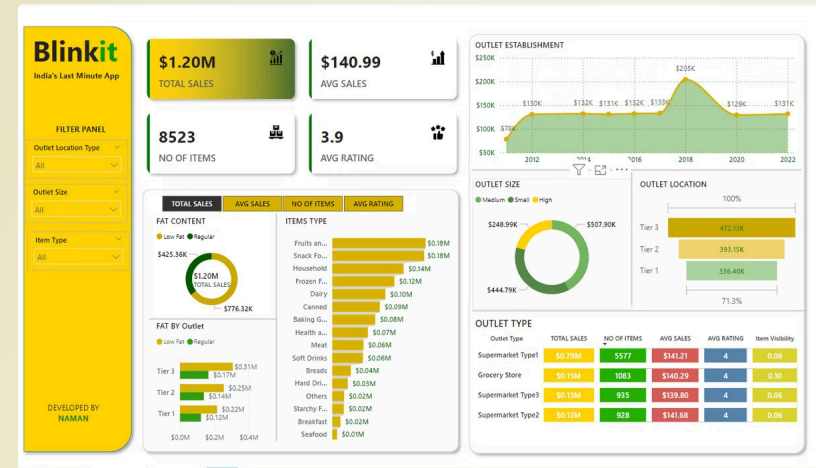 Blinkit
India's Last Minute App
FILTER PANEL
Outlet Location Type
All
Outlet Size
All
Item Type
All
DEVELOPED BY
NAMAN
$1.20M
TOTAL SALES
$140.99
AVG SALES
8523
NO OF ITEMS
3.9
AVG RATING
TOTAL SALES AVG SALES NO OF ITEMS AVG RATING
FAT CONTENT
Low Fat Regular
$425.36K
$1.20M
TOTAL SALES
$776.32K
FAT BY Outlet
Low Fat Regular
Tier 3 $0.31M
$0.17M
Tier 2 $0.25M
$0.14M
Tier 1 $0.22M
$0.12M
$0.0M $0.2M $0.4M
ITEMS TYPE
Fruits an... $0.18M
Snack Fo... $0.18M
Household $0.14M
Frozen F... $0.12M
Dairy $0.10M
Canned $0.09M
Baking G... $0.08M
Health a... $0.07M
Meat $0.06M
Soft Drinks $0.06M
Breads $0.04M
Hard Dri... $0.03M
Others $0.02M
Starchy F... $0.02M
Breakfast $0.02M
Seafood $0.01M
OUTLET ESTABLISHMENT
$250K
$205K
$200K
$150K $130K $132K $131K $132K $133K $129K $131K
$100K $78K
$50K
2012 2014 2016 2018 2020 2022
OUTLET SIZE
Medium Small High
$248.99K $507.90K
$444.79K
OUTLET LOCATION
100%
Tier 3 472.13K
Tier 2 393.15K
Tier 1 336.40K
71.3%
OUTLET TYPE
Outlet Type TOTAL SALES NO OF ITEMS AVG SALES AVG RATING Item Visibility
Supermarket Type1 $0.79M 5577 $141.21 4 0.06
Grocery Store $0.15M 1083 $140.29 4 0.10
Supermarket Type3 $0.13M 935 $139.80 4 0.06
Supermarket Type2 $0.13M 928 $141.68 4 0.06